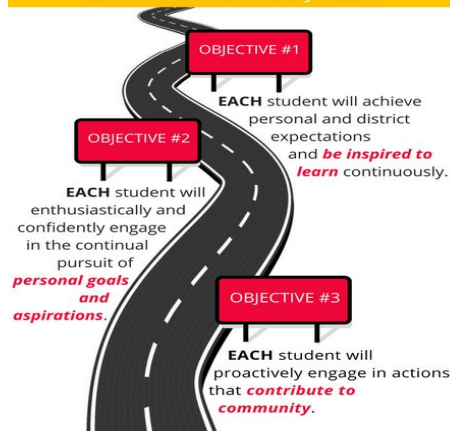 OBJECTIVE #1
EACH student will achieve
personal and district
expectations
and be inspired to
learn continuously.
OBJECTIVE #2
EACH student will
enthusiastically and
confidently engage
in the continual
pursuit of
personal goals
and
aspirations.
OBJECTIVE #3
EACH student will
proactively engage in actions
that contribute to
community.